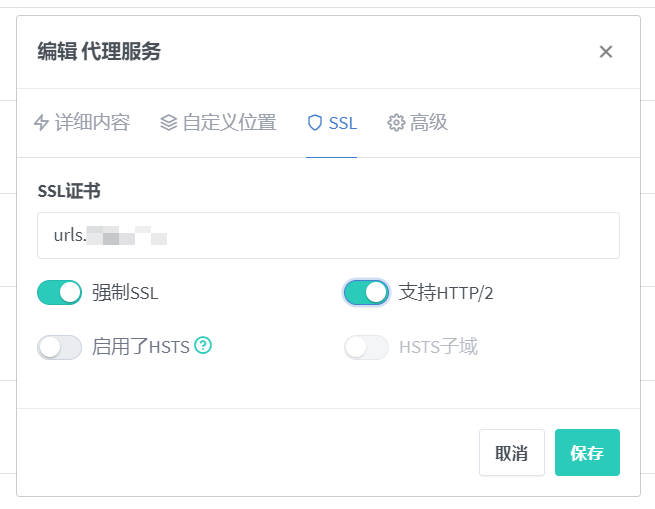 编辑 代理服务
详细内容 自定义位置 SSL 高级
SSL证书
urls.
强制SSL 支持HTTP/2
启用了HSTS HSTS子域
取消 保存